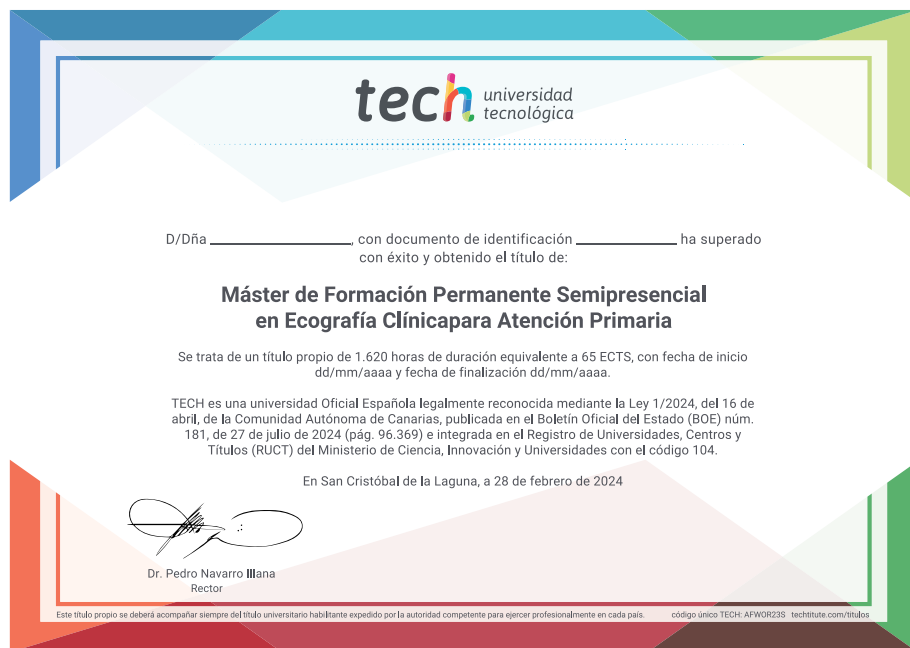 tech universidad
tecnológica
D/Dña ____________, con documento de identificación ____________ ha superado
con éxito y obtenido el título de:
Máster de Formación Permanente Semipresencial
en Ecografía Clínicapara Atención Primaria
Se trata de un título propio de 1.620 horas de duración equivalente a 65 ECTS, con fecha de inicio
dd/mm/aaaa y fecha de finalización dd/mm/aaaa.
TECH es una universidad Oficial Española legalmente reconocida mediante la Ley 1/2024, del 16 de
abril, de la Comunidad Autónoma de Canarias, publicada en el Boletín Oficial del Estado (BOE) núm.
181, de 27 de julio de 2024 (pág. 96.369) e integrada en el Registro de Universidades, Centros y
Títulos (RUCT) del Ministerio de Ciencia, Innovación y Universidades con el código 104.
En San Cristóbal de la Laguna, a 28 de febrero de 2024
Dr. Pedro Navarro Illana
Rector
Este título propio se deberá acompañar siempre del título universitario habilitante expedido por la autoridad competente para ejercer profesionalmente en cada país. código único TECH: AFWOR23S techtitute.com/titulos